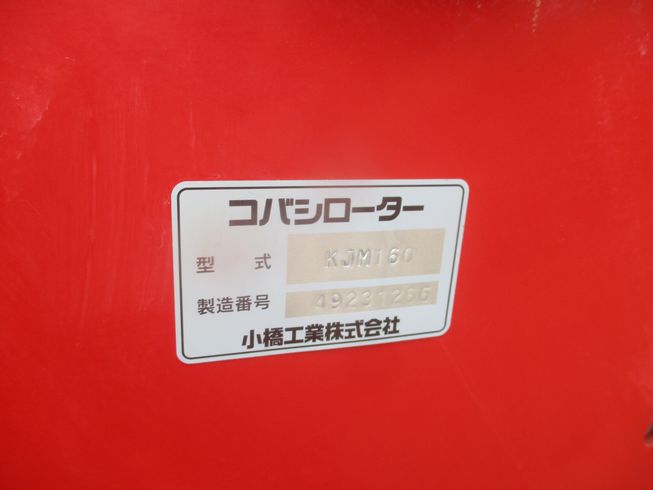 コバシローター
型式 KJM160
製造番号 49231266
小橋工業株式会社